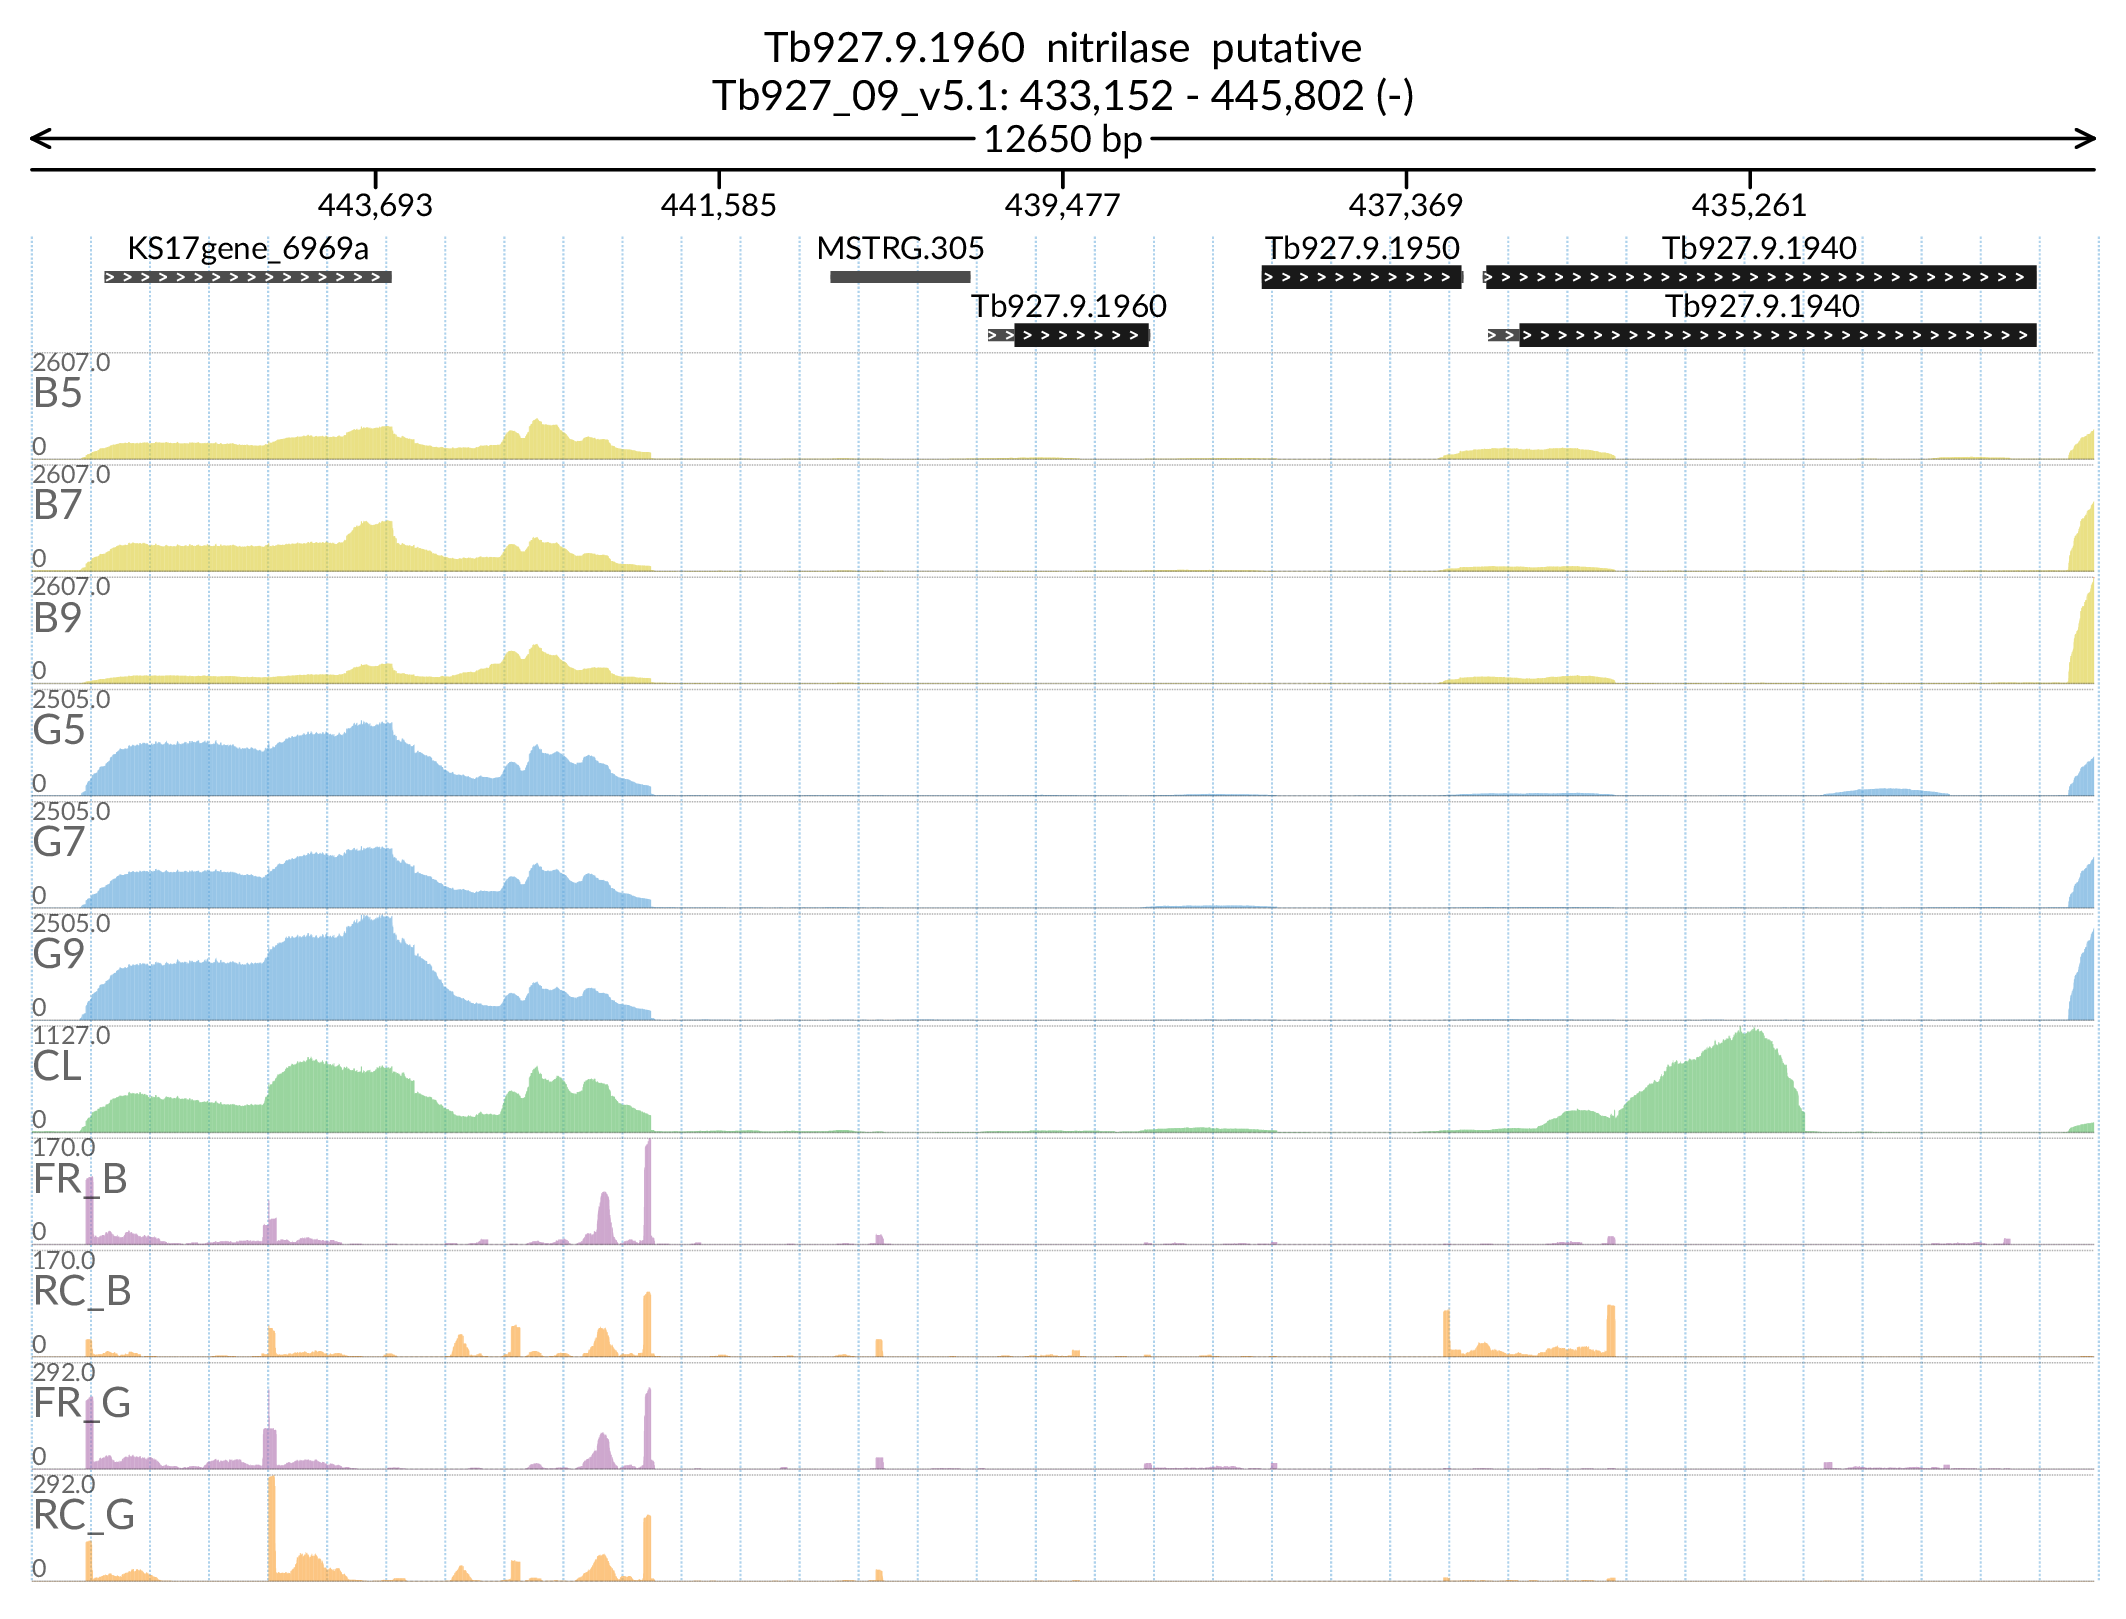 Tb927.9.1960 nitrilase putative
Tb927_09_v5.1: 433,152 - 445,802 (-)
12650 bp
443,693 441,585 439,477 437,369 435,261
KS17gene_6969a MSTRG.305 Tb927.9.1950 Tb927.9.1940
Tb927.9.1960 Tb927.9.1940
2607.0
B5
0
2607.0
B7
0
2607.0
B9
0
2505.0
G5
0
2505.0
G7
0
2505.0
G9
0
1127.0
CL
0
170.0
FR_B
0
170.0
RC_B
0
292.0
FR_G
0
292.0
RC_G
0